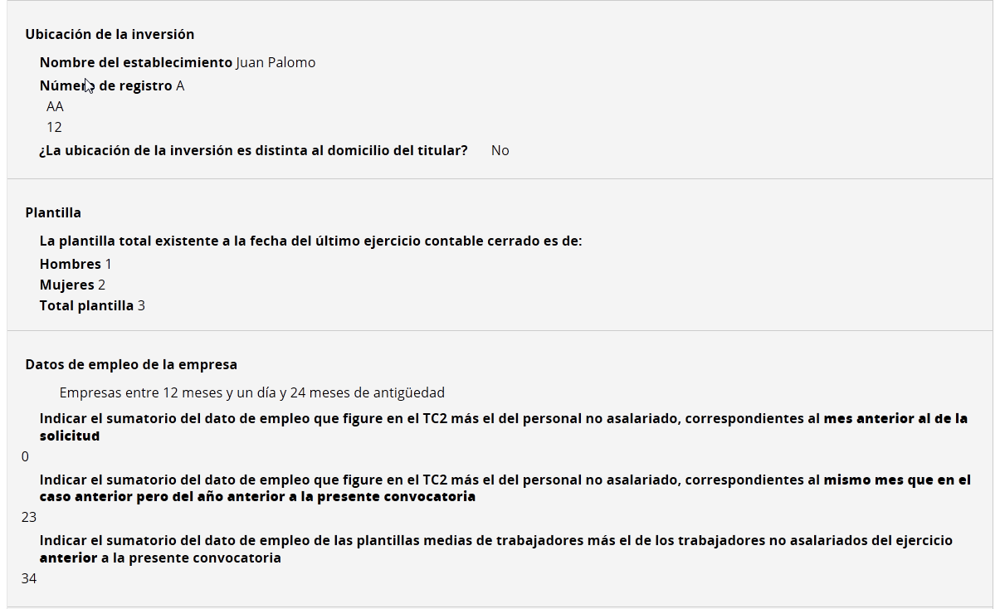 Ubicación de la inversión
Nombre del establecimiento Juan Palomo
Número de registro A
AA
12
¿La ubicación de la inversión es distinta al domicilio del titular? No
Plantilla
La plantilla total existente a la fecha del último ejercicio contable cerrado es de:
Hombres 1
Mujeres 2
Total plantilla 3
Datos de empleo de la empresa
Empresas entre 12 meses y un día y 24 meses de antigüedad
Indicar el sumatorio del dato de empleo que figure en el TC2 más el del personal no asalariado, correspondientes al mes anterior al de la
solicitud
0
Indicar el sumatorio del dato de empleo que figure en el TC2 más el del personal no asalariado, correspondientes al mismo mes que en el
caso anterior pero del año anterior a la presente convocatoria
23
Indicar el sumatorio del dato de empleo de las plantillas medias de trabajadores más el de los trabajadores no asalariados del ejercicio
anterior a la presente convocatoria
34